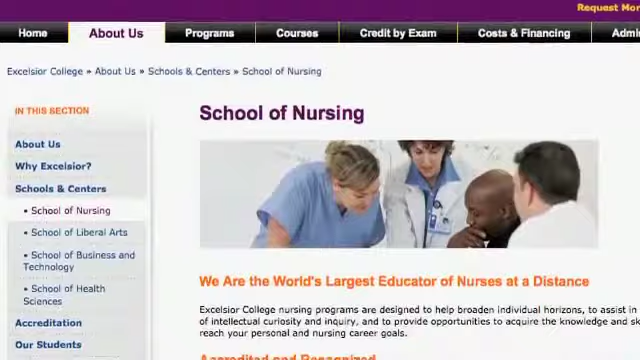 Request Mor
Home
About Us
Programs
Courses
Credit by Exam
Costs & Financing
Admi
Excelsior College » About Us » Schools & Centers » School of Nursing
IN THIS SECTION
About Us
Why Excelsior?
Schools & Centers
• School of Nursing
• School of Liberal Arts
• School of Business and
Technology
• School of Health
Sciences
Accreditation
Our Students
School of Nursing
We Are the World's Largest Educator of Nurses at a Distance
Excelsior College nursing programs are designed to help broaden individual horizons, to assist in
of intellectual curiosity and inquiry, and to provide opportunities to acquire the knowledge and sk
reach your personal and nursing career goals.
Accredited and Recognized